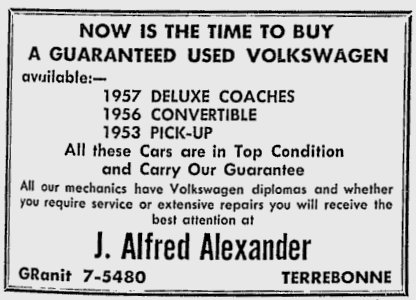 NOW IS THE TIME TO BUY
A GUARANTEED USED VOLKSWAGEN
available:—
1957 DELUXE COACHES
1956 CONVERTIBLE
1953 PICK-UP
All these Cars are in Top Condition
and Carry Our Guarantee
All our mechanics have Volkswagen diplomas and whether
you require service or extensive repairs you will receive the
best attention at
J. Alfred Alexander
GRanit 7-5480 TERREBONNE